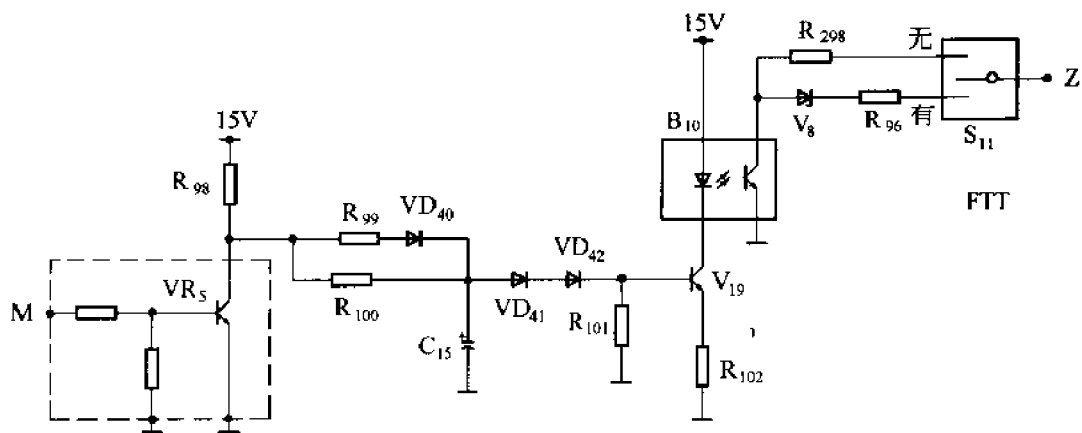 15V
R298
无
Z
V8
R96
有
S11
FTT
B10
15V
R98
R99
VD40
VD42
V19
VR5
M
R100
VD41
R101
C15
R102